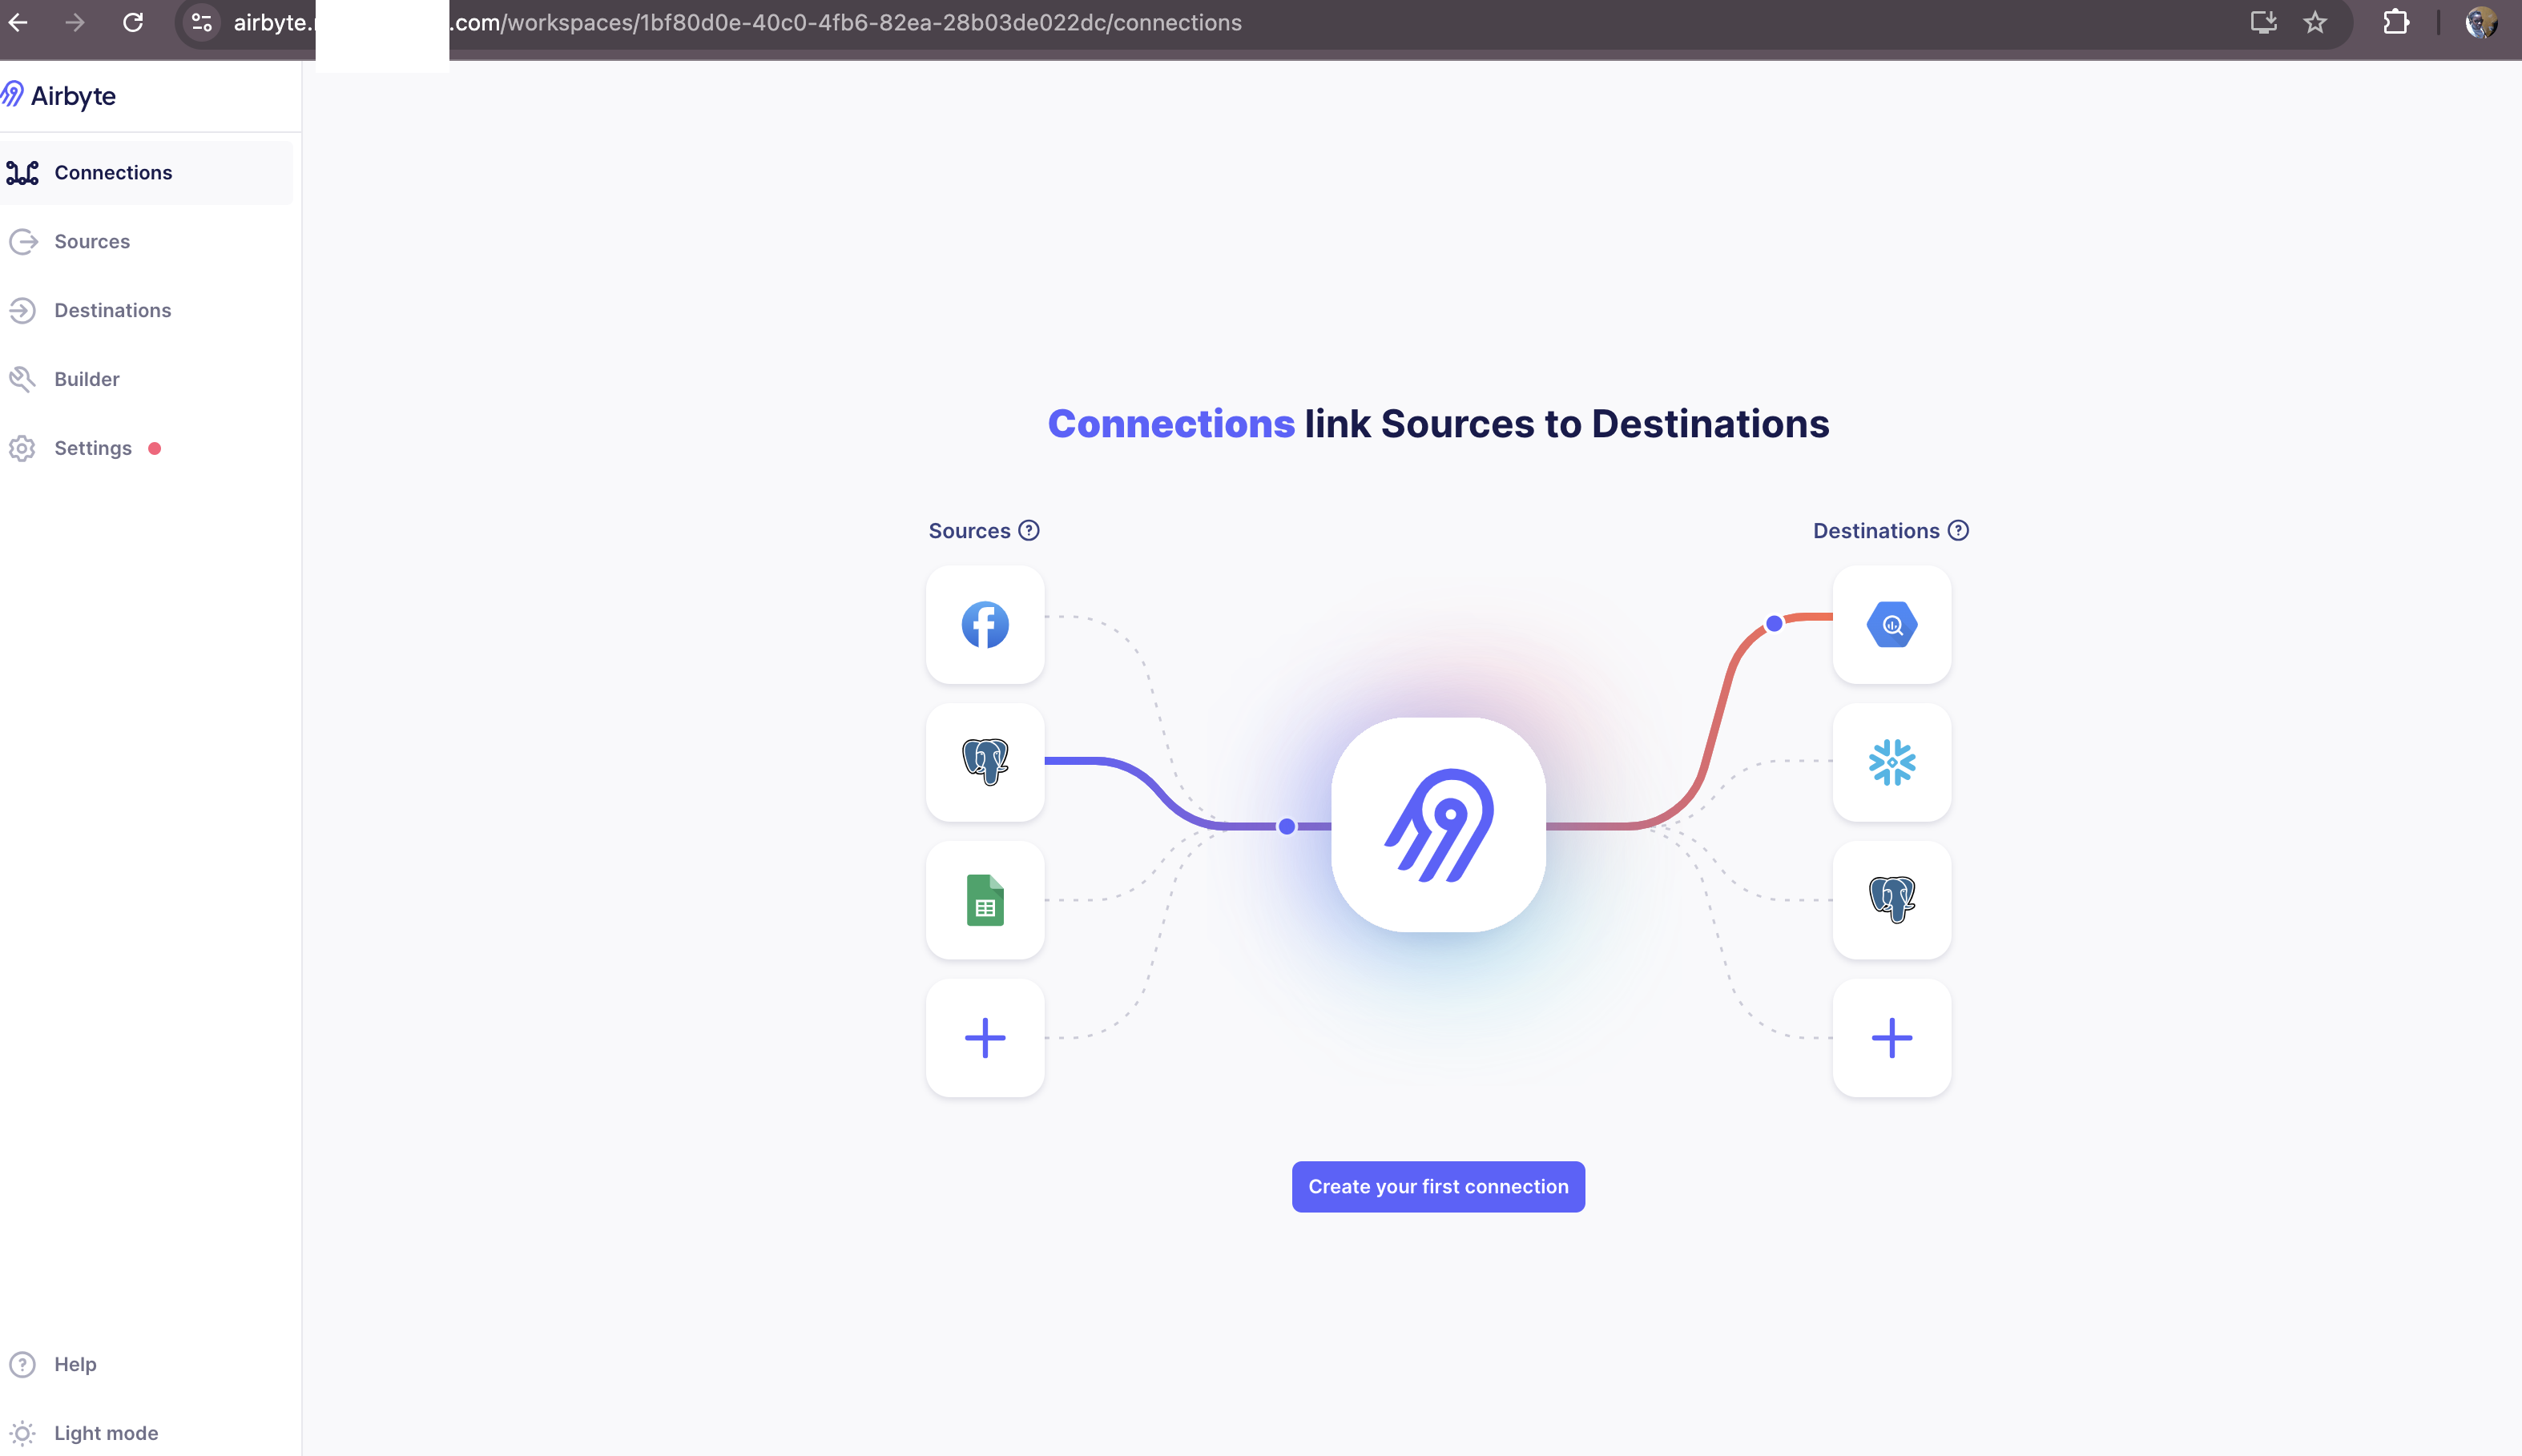 airbyte.
.com/workspaces/1bf80d0e-40c0-4fb6-82ea-28b03de022dc/connections
Airbyte
Connections
Sources
Destinations
Builder
Settings
Connections link Sources to Destinations
Sources
Destinations
Create your first connection
Help
Light mode